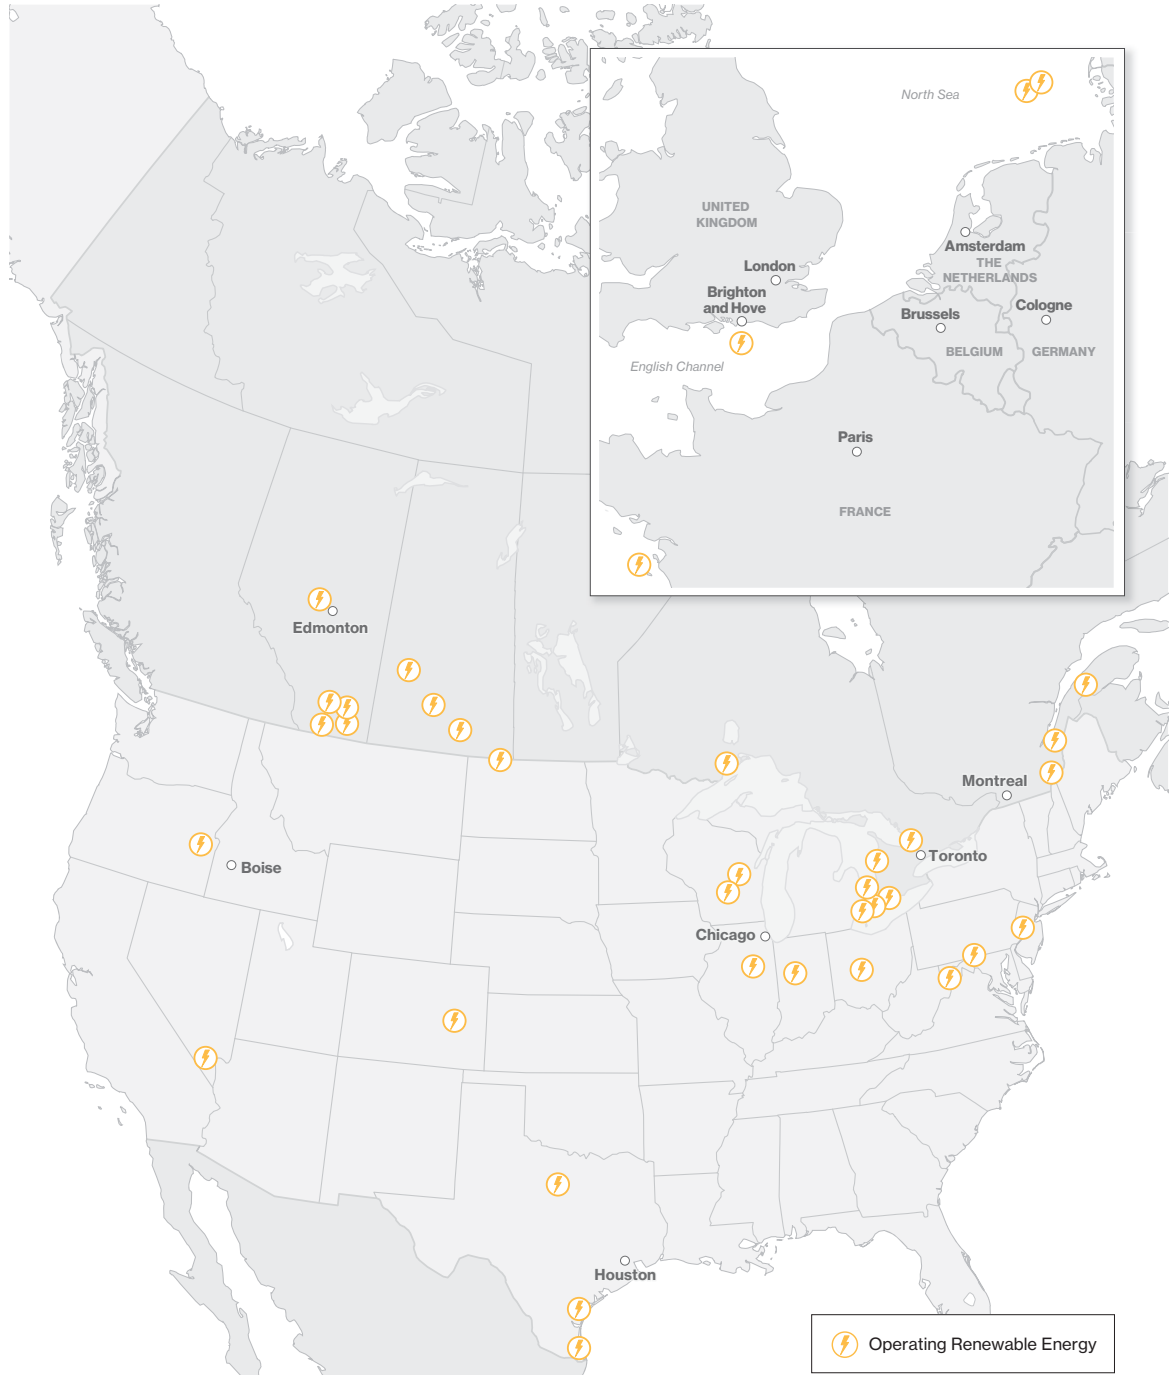 North Sea
UNITED
KINGDOM
Amsterdam
THE
NETHERLANDS
London
Brighton
and Hove
Cologne
Brussels
BELGIUM
GERMANY
English Channel
Paris
FRANCE
Edmonton
Montreal
Toronto
Boise
Chicago
Houston
Operating Renewable Energy